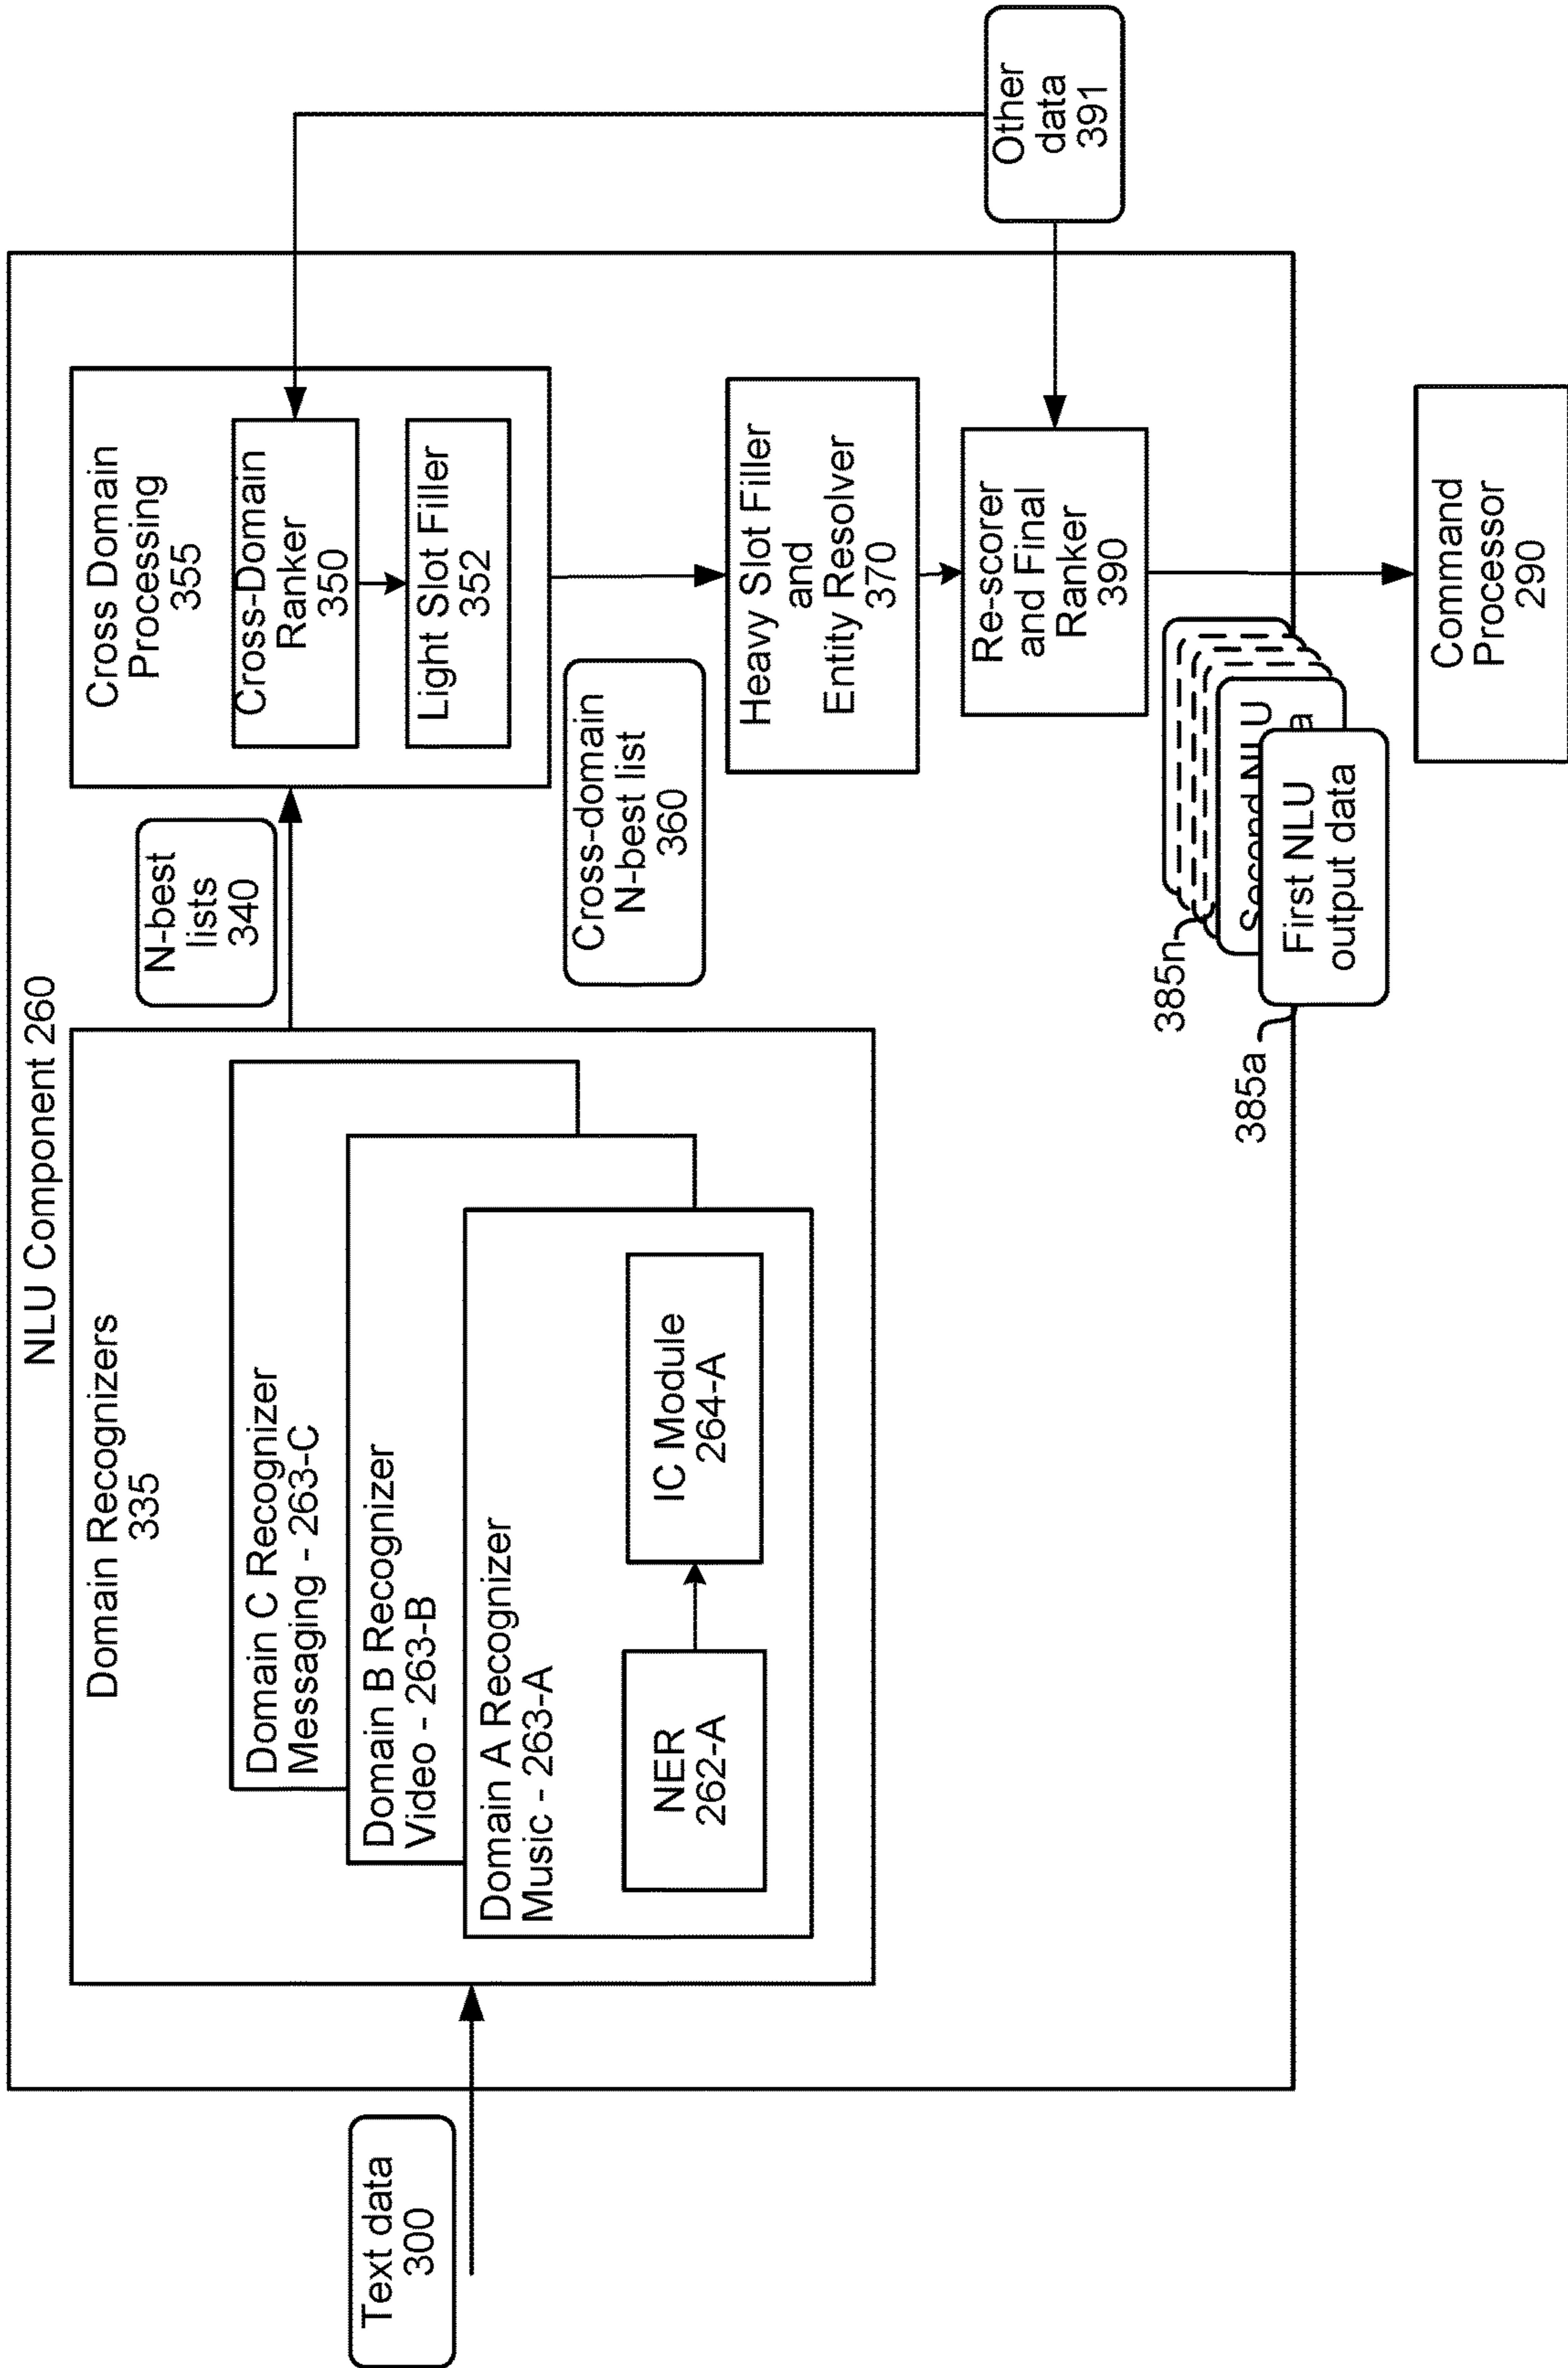 NLU Component 260
Text data
300
Domain Recognizers
335
Domain C Recognizer
Messaging - 263-C
Domain B Recognizer
Video - 263-B
Domain A Recognizer
Music - 263-A
NER
262-A
IC Module
264-A
N-best
lists
340
Cross Domain
Processing
355
Cross-Domain
Ranker
350
Light Slot Filler
352
Cross-domain
N-best list
360
Heavy Slot Filler
and
Entity Resolver
370
Re-scorer
and Final
Ranker
390
Other
data
391
385n
Second NLU
385a
First NLU
output data
Command
Processor
290